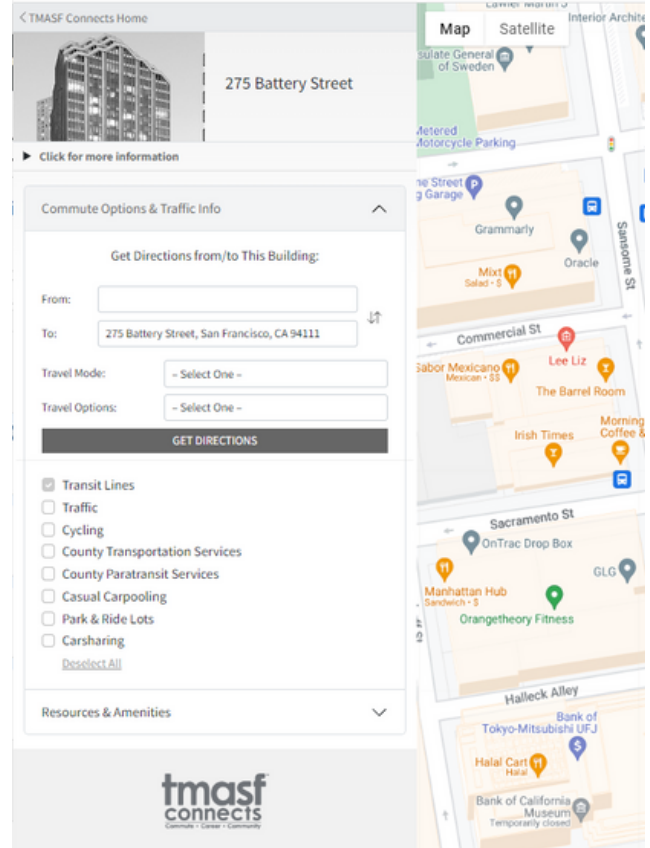 < TMASF Connects Home
275 Battery Street
Click for more information
Commute Options & Traffic Info
Get Directions from/to This Building:
From:
To:
275 Battery Street, San Francisco, CA 94111
Travel Mode:
– Select One –
Travel Options:
– Select One –
GET DIRECTIONS
Transit Lines
Traffic
Cycling
County Transportation Services
County Paratransit Services
Casual Carpooling
Park & Ride Lots
Carsharing
Deselect All
Resources & Amenities
tmasf
connects
Commute · Career · Community
Map
Satellite
Interior Archite
sulate General
of Sweden
Metered
Motorcycle Parking
ne Street
g Garage
Grammarly
Oracle
Sansome St
Mixt
Salad · $
Commercial St
Lee Liz
Sabor Mexicano
Mexican · $$
The Barrel Room
Irish Times
Morning
Coffee &
Sacramento St
OnTrac Drop Box
GLG
Manhattan Hub
Sandwich · $
Orangetheory Fitness
Halleck Alley
Bank of
Tokyo-Mitsubishi UFJ
Halal Cart
Halal
Bank of California
Museum
Temporarily closed